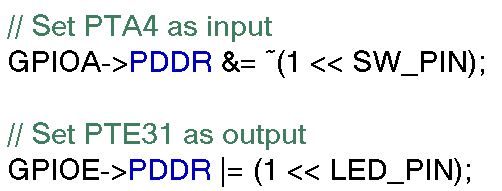 // Set PTA4 as input
GPIOA->PDDR &= ˜(1 << SW_PIN);
// Set PTE31 as output
GPIOE->PDDR |= (1 << LED_PIN);